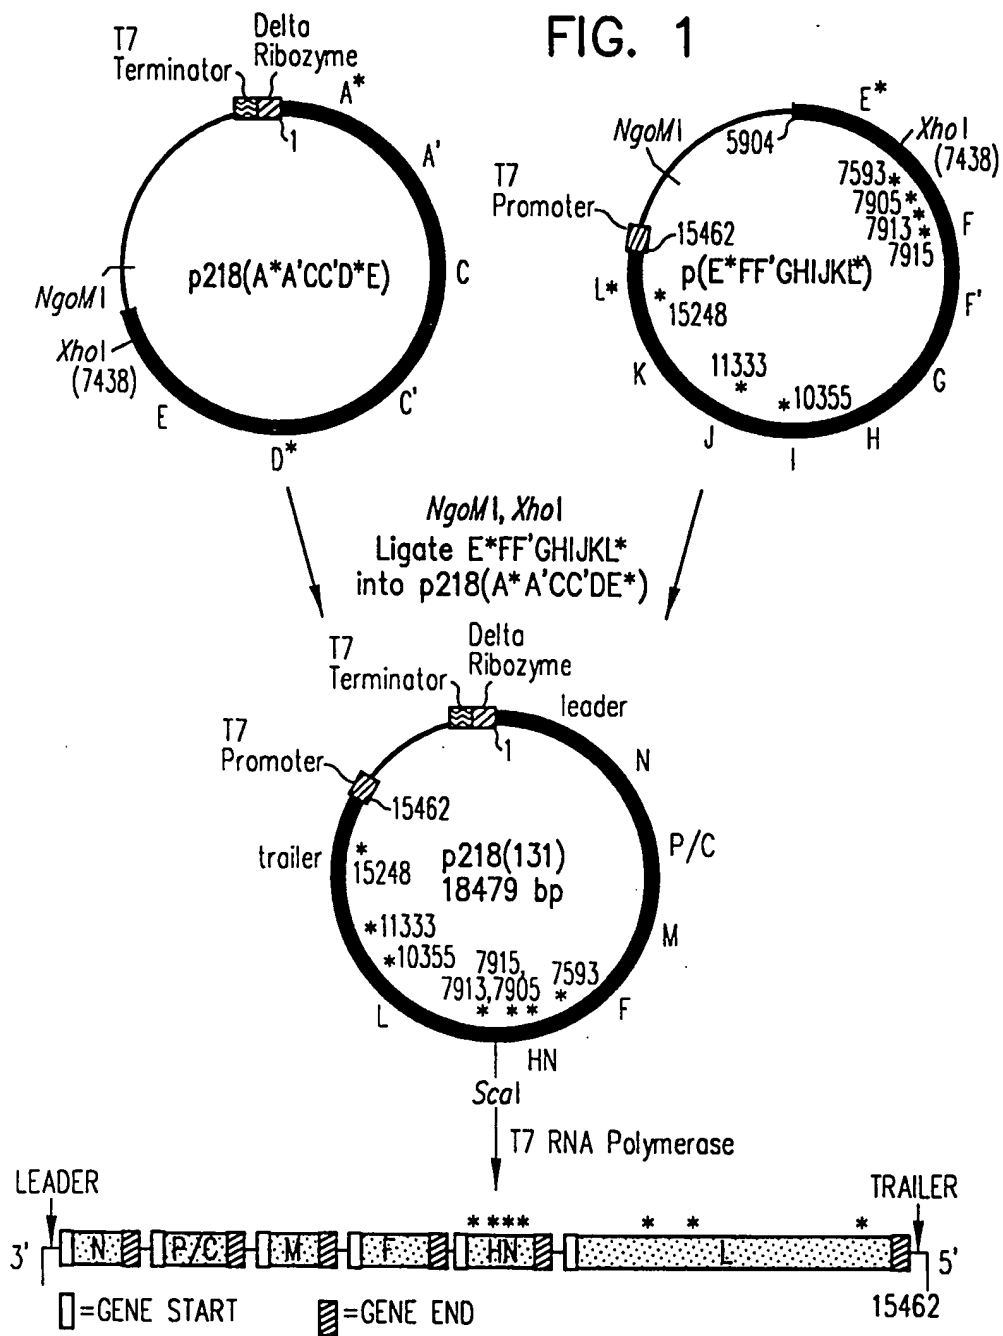 FIG. 1
T7
Terminator
Delta
Ribozyme
1
A*
A'
C
C'
D*
E
XhoI
(7438)
NgoMI
p218(A*A'CC'D*E)
5904
E*
XhoI
(7438)
7593*
7905*
7913*
7915*
F
F'
G
H
I
J
K
L*
NgoMI
T7
Promoter
15462
p(E*FF'GHIJKL*)
*15248
11333
*
*10355
NgoMI, XhoI
Ligate E*FF'GHIJKL*
into p218(A*A'CC'DE*)
T7
Terminator
Delta
Ribozyme
1
leader
N
P/C
M
F
HN
L
trailer
T7
Promoter
15462
p218(131)
18479 bp
*
15248
*11333
*10355
7915,
7913,7905
* * *
7593
*
ScaI
T7 RNA Polymerase
LEADER
TRAILER
* * * * * * *
3' N P/C M F HN L 5'
15462
=GENE START
=GENE END